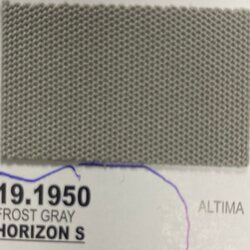 19.1950
FROST GRAY
HORIZON S
ALTIMA